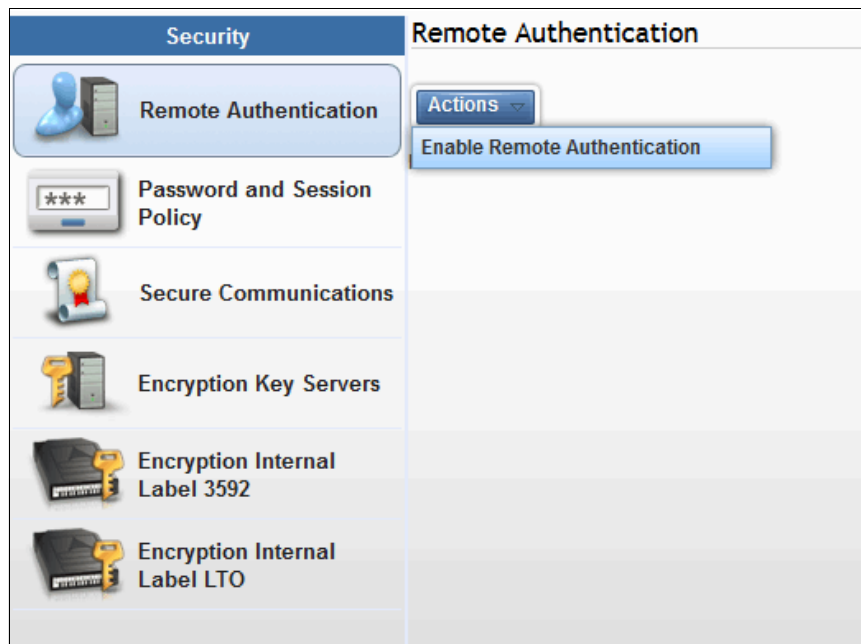 Security
Remote Authentication
Password and Session
Policy
Secure Communications
Encryption Key Servers
Encryption Internal
Label 3592
Encryption Internal
Label LTO
Remote Authentication
Actions
Enable Remote Authentication